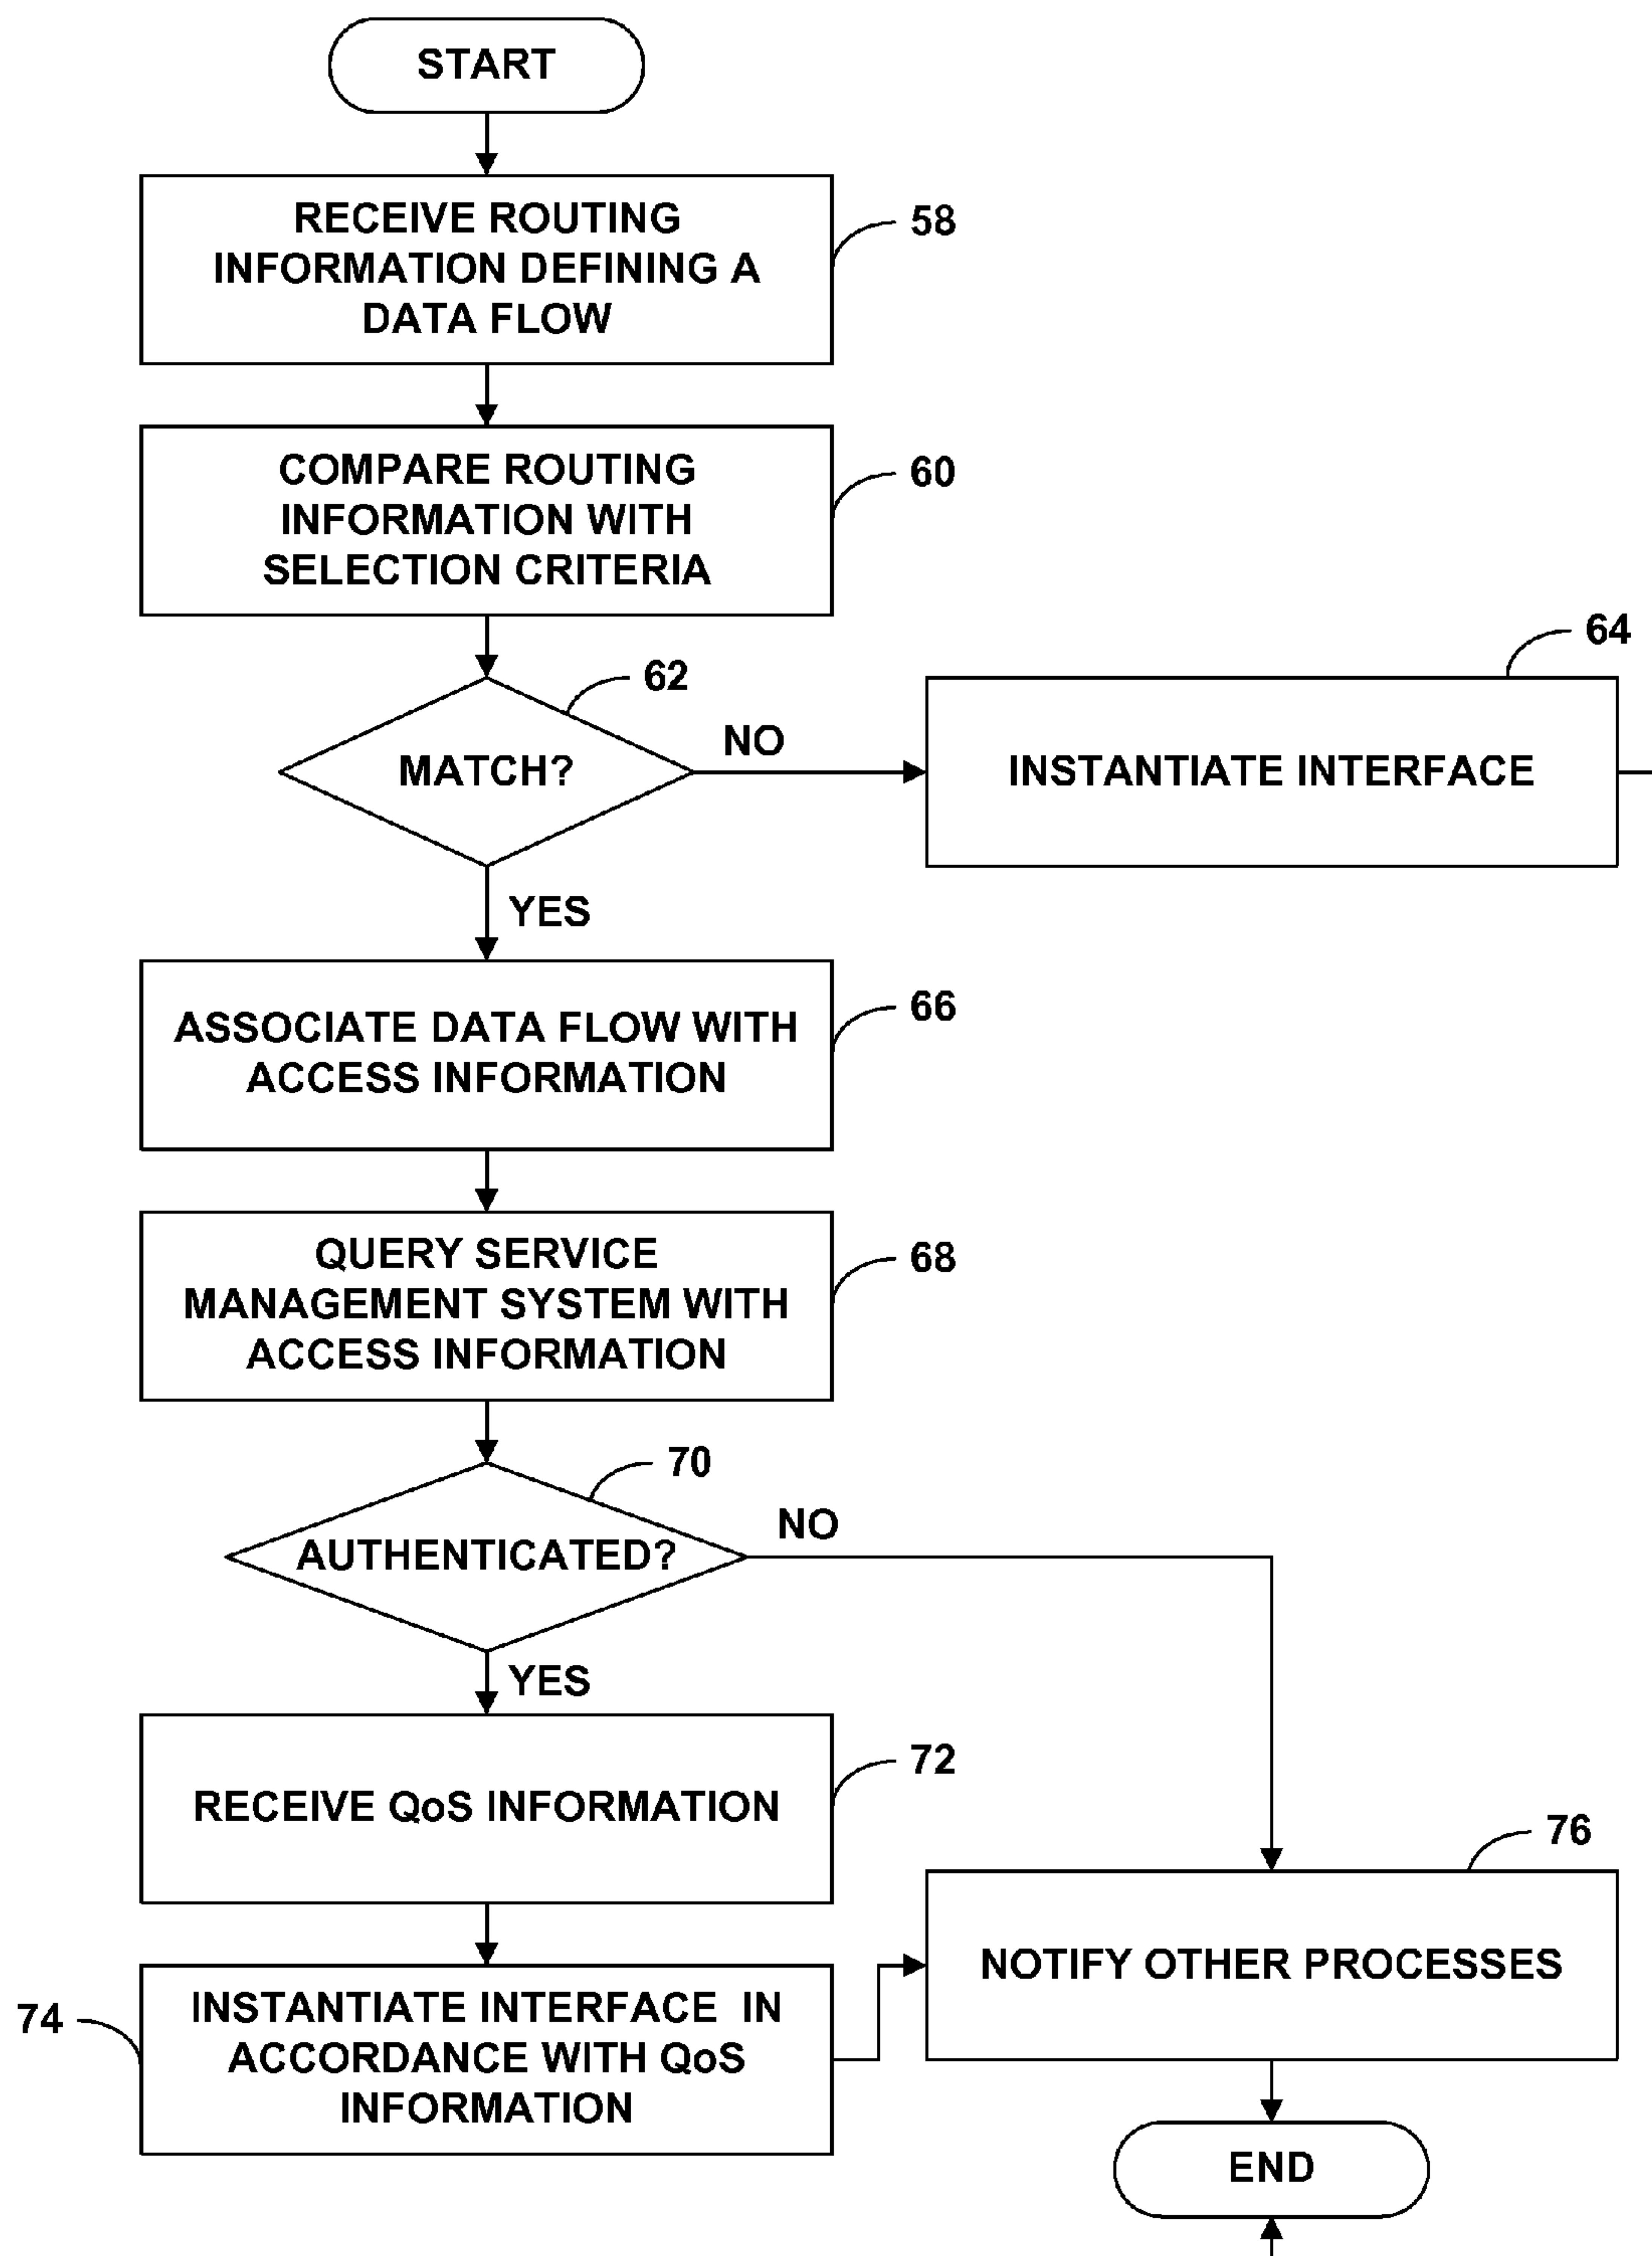 START
RECEIVE ROUTING
INFORMATION DEFINING A
DATA FLOW
58
COMPARE ROUTING
INFORMATION WITH
SELECTION CRITERIA
60
62
MATCH?
NO
64
INSTANTIATE INTERFACE
YES
ASSOCIATE DATA FLOW WITH
ACCESS INFORMATION
66
QUERY SERVICE
MANAGEMENT SYSTEM WITH
ACCESS INFORMATION
68
70
AUTHENTICATED?
NO
YES
RECEIVE QoS INFORMATION
72
74
INSTANTIATE INTERFACE IN
ACCORDANCE WITH QoS
INFORMATION
76
NOTIFY OTHER PROCESSES
END